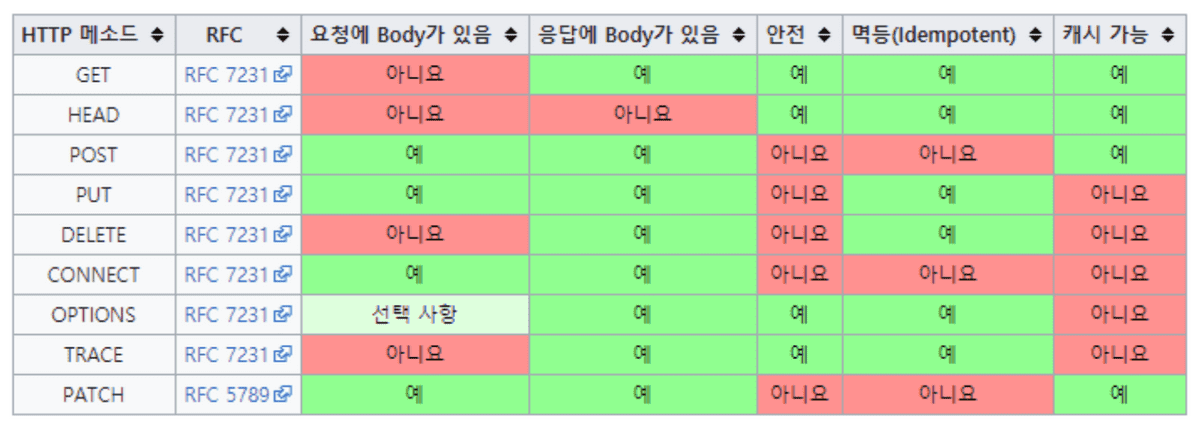 HTTP 메소드 RFC 요청에 Body가 있음 응답에 Body가 있음 안전 멱등(Idempotent) 캐시 가능
GET RFC 7231 아니요 예 예 예 예
HEAD RFC 7231 아니요 아니요 예 예 예
POST RFC 7231 예 예 아니요 아니요 예
PUT RFC 7231 예 예 아니요 예 아니요
DELETE RFC 7231 아니요 예 아니요 예 아니요
CONNECT RFC 7231 예 예 아니요 아니요 아니요
OPTIONS RFC 7231 선택 사항 예 예 예 아니요
TRACE RFC 7231 아니요 예 예 예 아니요
PATCH RFC 5789 예 예 아니요 아니요 예